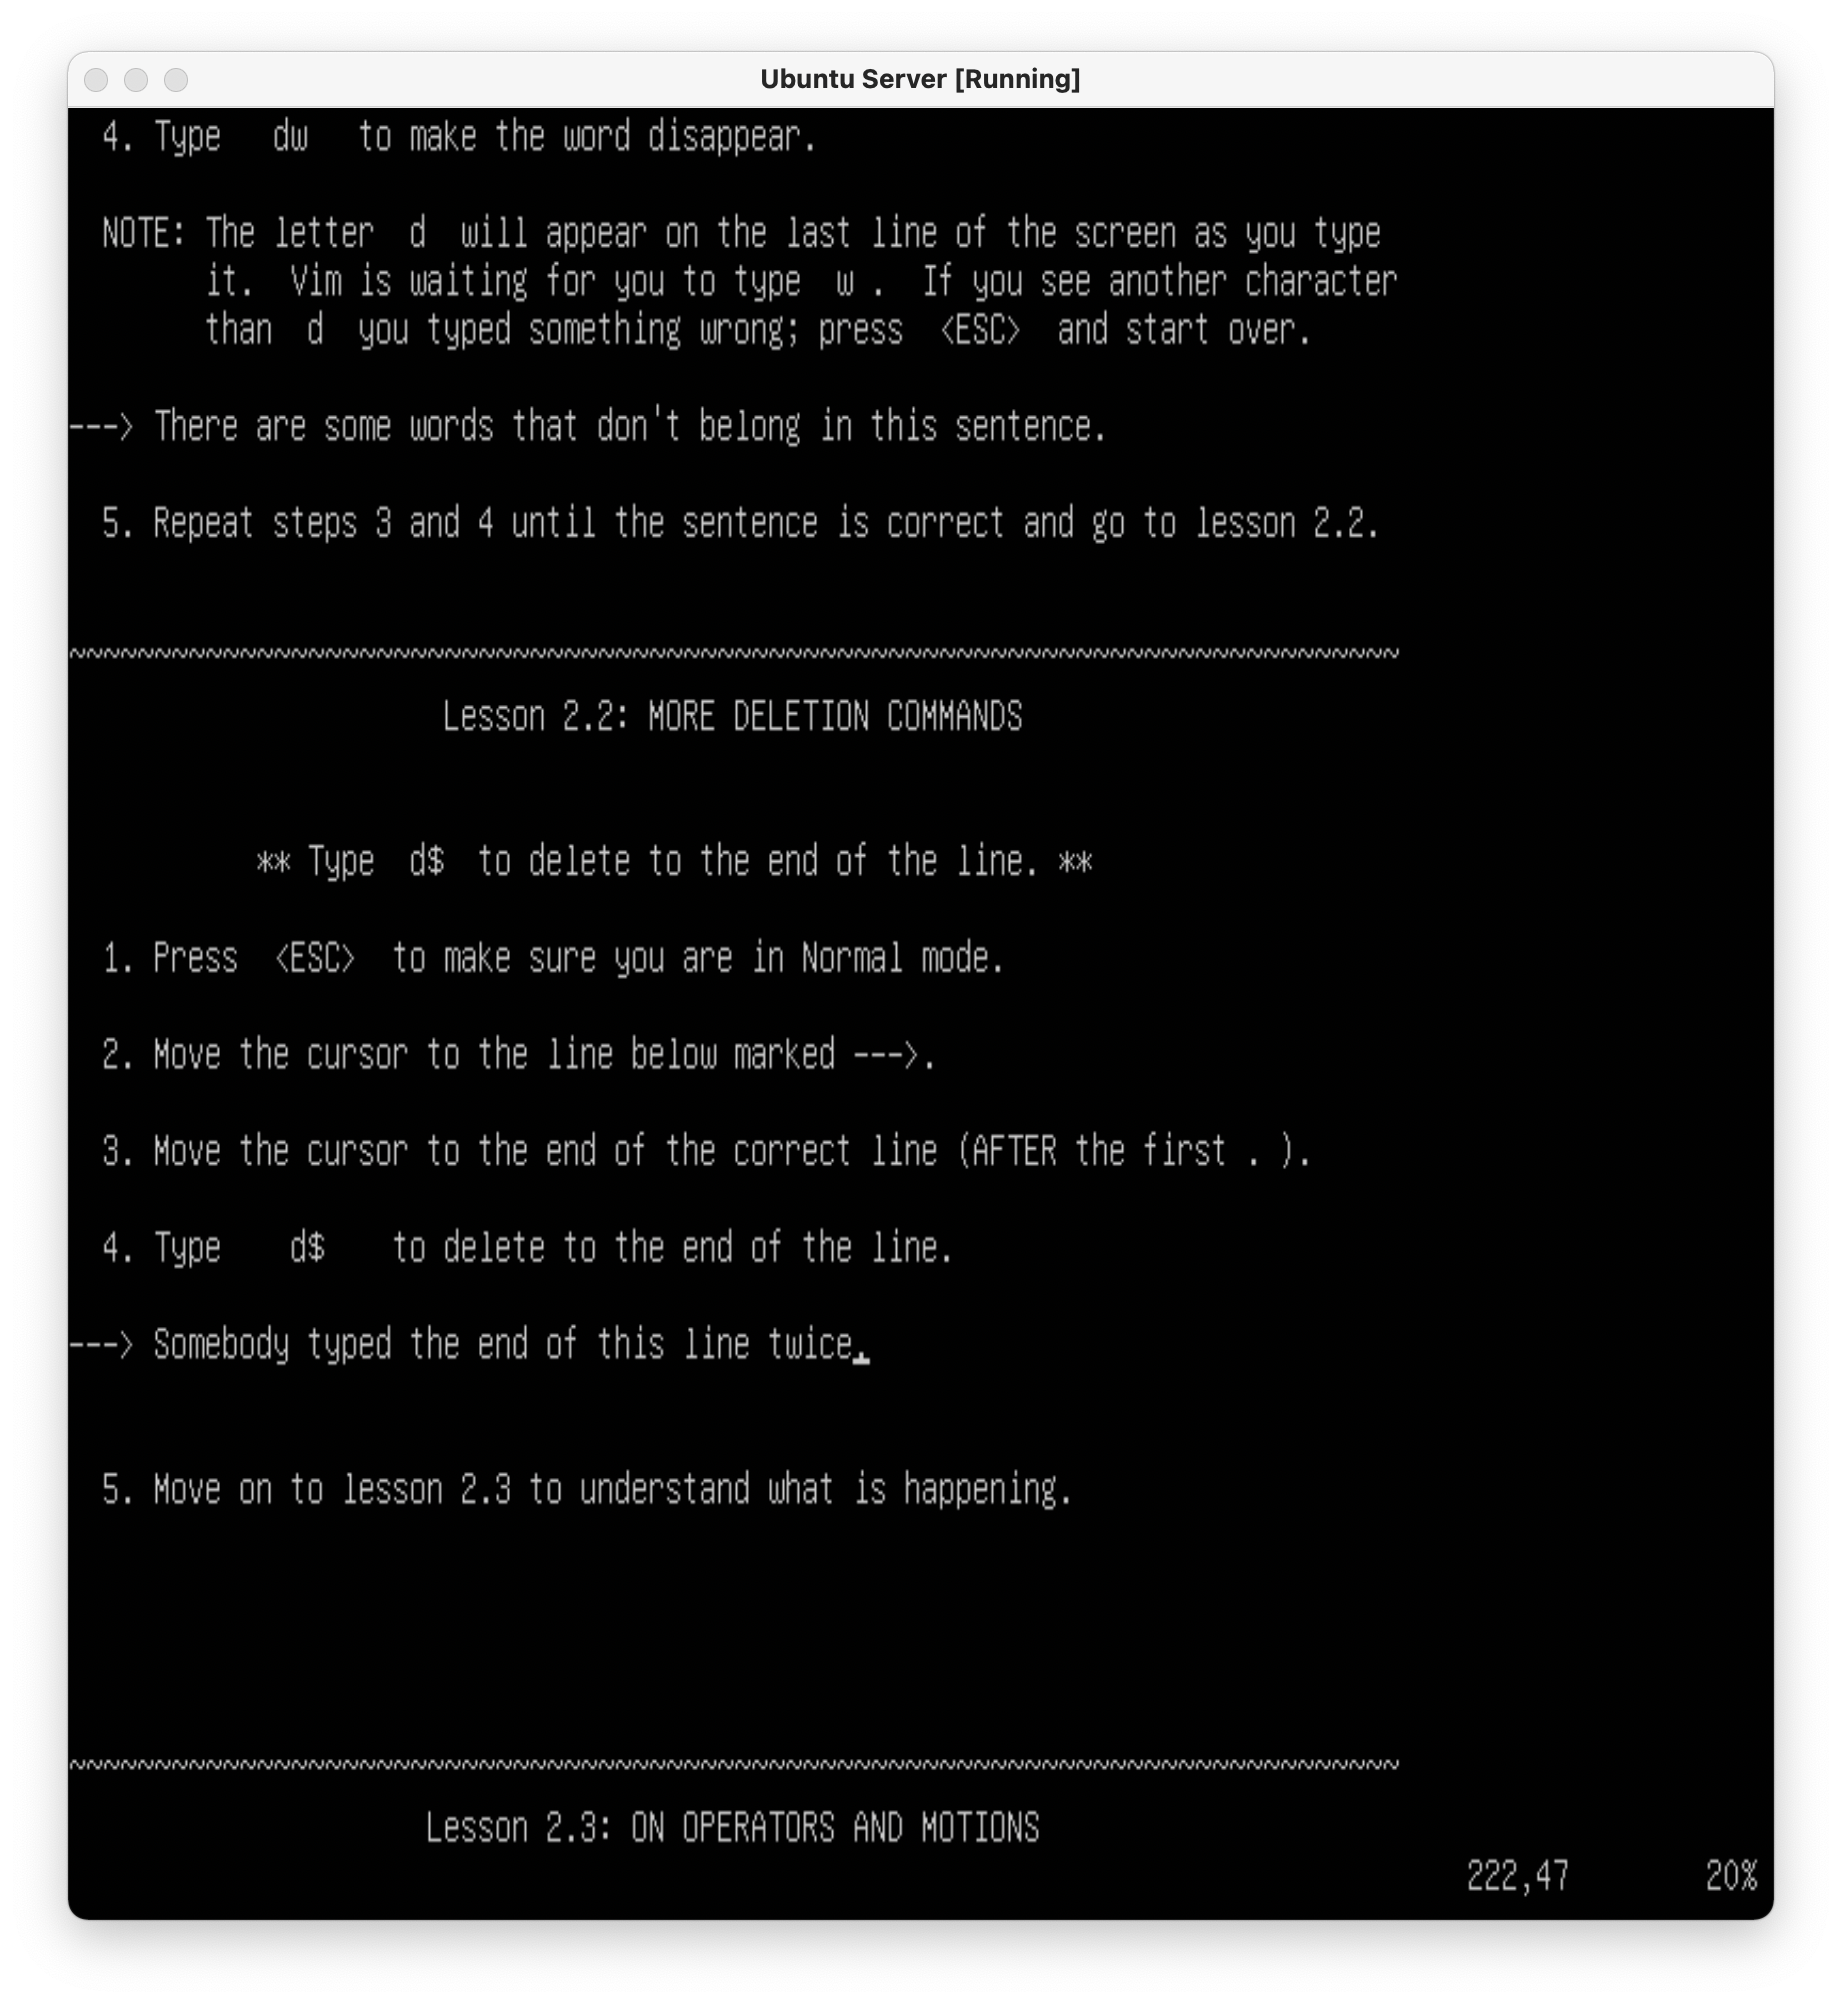 Ubuntu Server [Running]
4. Type   dw   to make the word disappear.
NOTE: The letter  d  will appear on the last line of the screen as you type
it.  Vim is waiting for you to type  w .  If you see another character
than  d  you typed something wrong; press  <ESC>  and start over.
---> There are some words that don't belong in this sentence.
5. Repeat steps 3 and 4 until the sentence is correct and go to lesson 2.2.
~~~~~~~~~~~~~~~~~~~~~~~~~~~~~~~~~~~~~~~~~~~~~~~~~~~~~~~~~~~~~~~~~~~~~~~~~~~~~~
Lesson 2.2: MORE DELETION COMMANDS
** Type  d$  to delete to the end of the line. **
1. Press  <ESC>  to make sure you are in Normal mode.
2. Move the cursor to the line below marked --->.
3. Move the cursor to the end of the correct line (AFTER the first . ).
4. Type    d$    to delete to the end of the line.
---> Somebody typed the end of this line twice.
5. Move on to lesson 2.3 to understand what is happening.
~~~~~~~~~~~~~~~~~~~~~~~~~~~~~~~~~~~~~~~~~~~~~~~~~~~~~~~~~~~~~~~~~~~~~~~~~~~~~~
Lesson 2.3: ON OPERATORS AND MOTIONS
222,47        20%